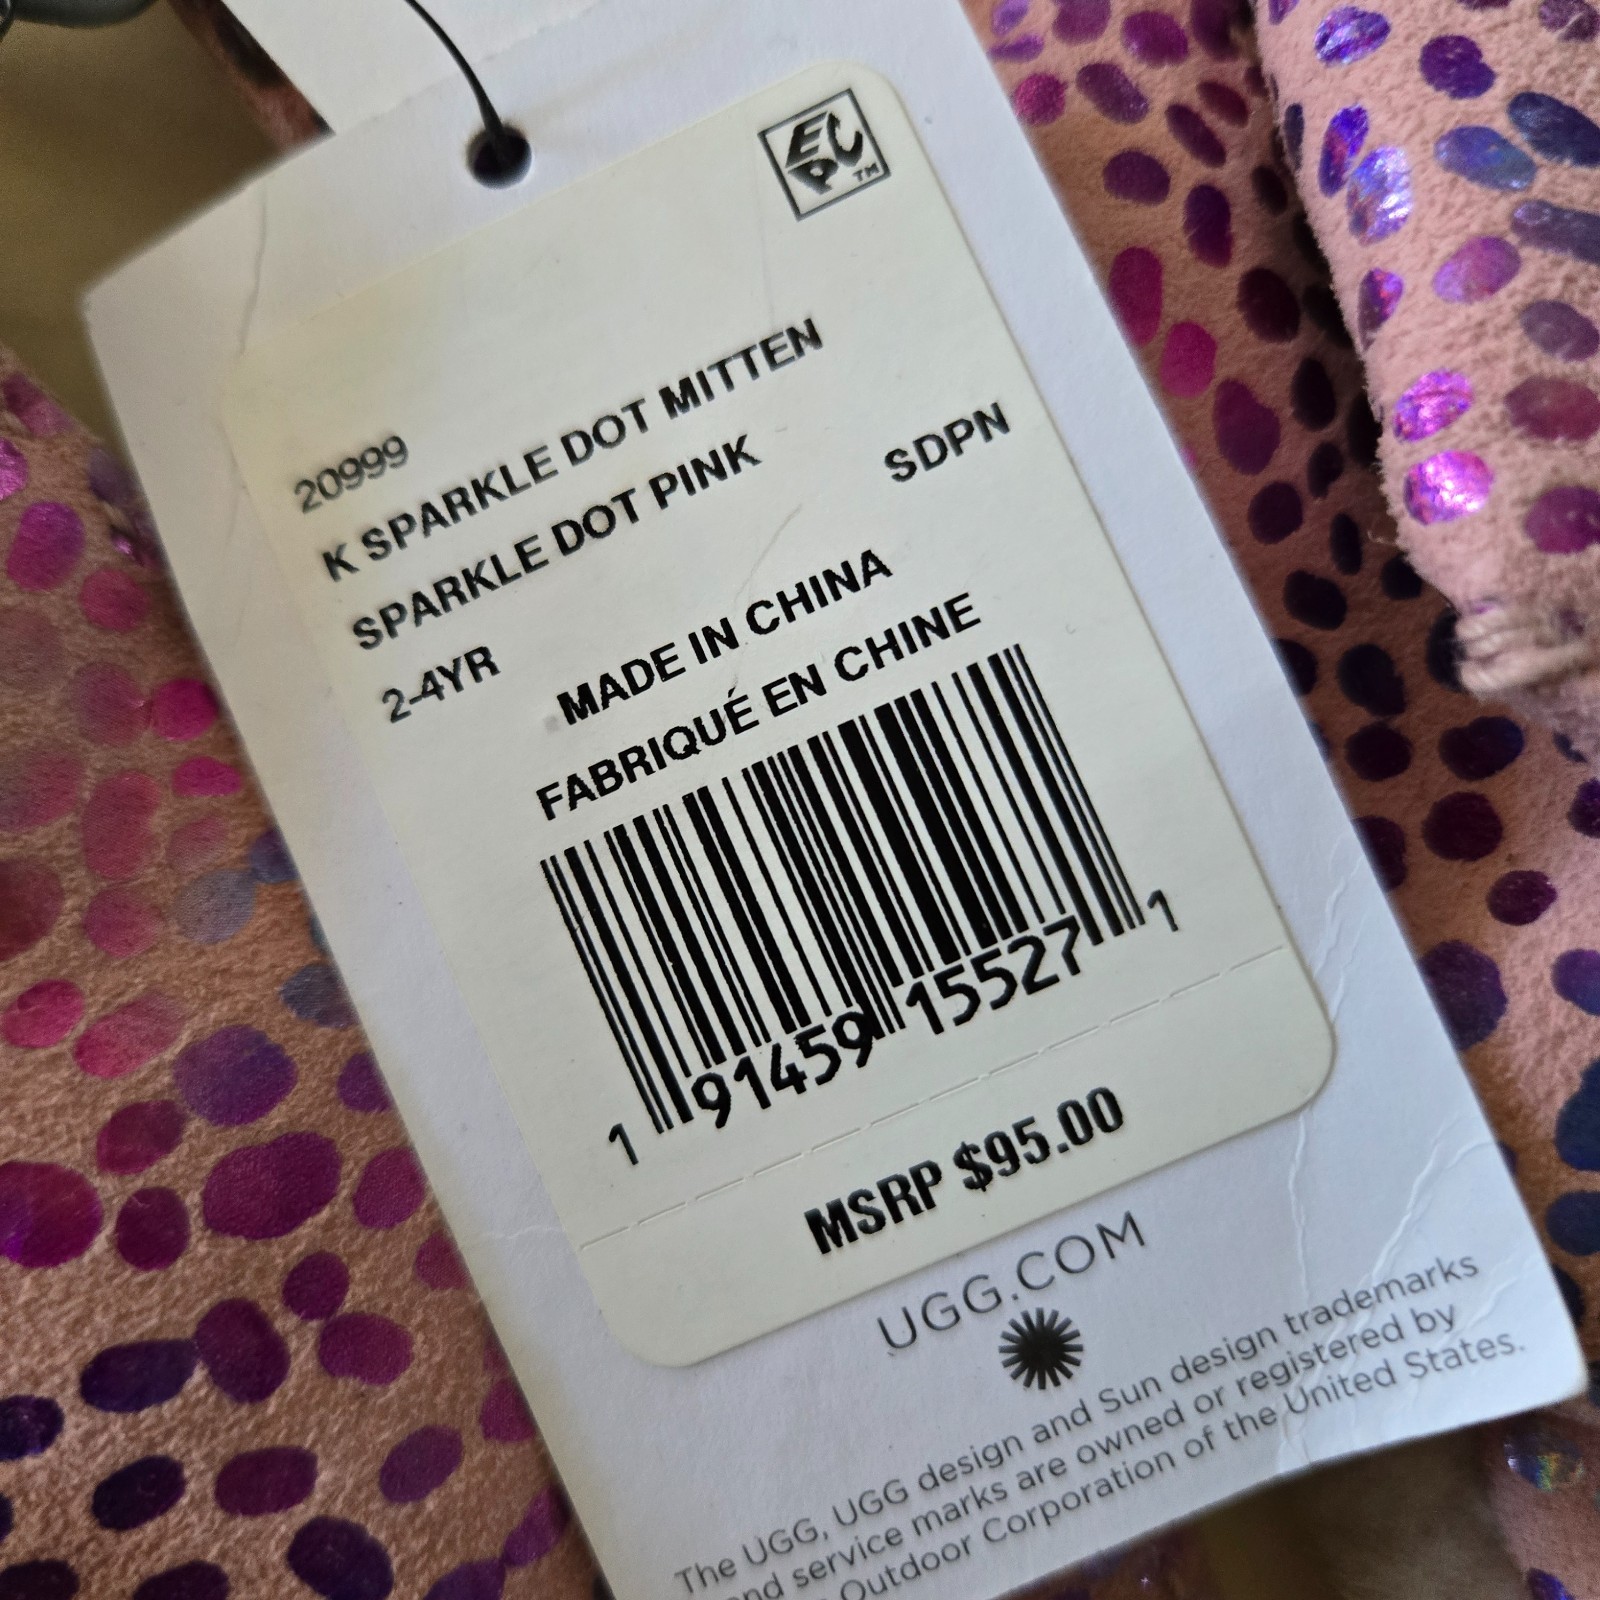 EPC™
20999
K SPARKLE DOT MITTEN
SPARKLE DOT PINK SDPN
2-4YR
MADE IN CHINA
FABRIQUÉ EN CHINE
1 91459 15527 1
MSRP $95.00
UGG.COM
The UGG, UGG design and Sun design trademarks
and service marks are owned or registered by
Outdoor Corporation of the United States.